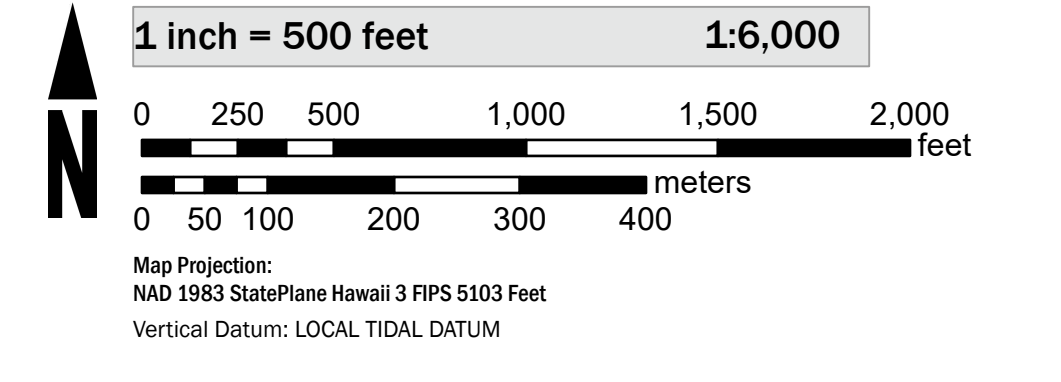 1 inch = 500 feet 1:6,000
0 250 500 1,000 1,500 2,000
feet
N
meters
0 50 100 200 300 400
Map Projection:
NAD 1983 StatePlane Hawaii 3 FIPS 5103 Feet
Vertical Datum: LOCAL TIDAL DATUM